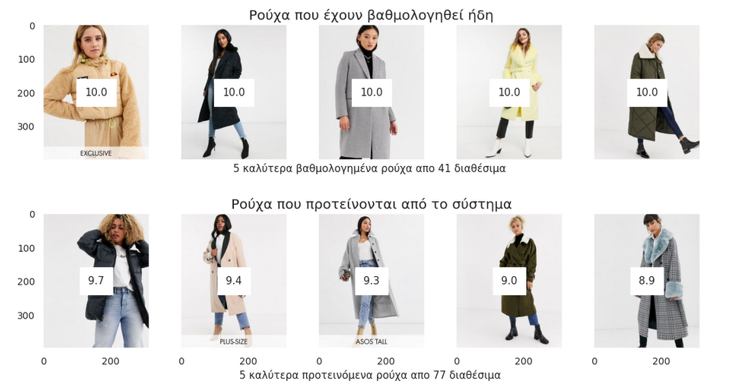 Ρούχα που έχουν βαθμολογηθεί ήδη
0
100
200
300
10.0 10.0 10.0 10.0 10.0
EXCLUSIVE
5 καλύτερα βαθμολογημένα ρούχα απο 41 διαθέσιμα
Ρούχα που προτείνονται από το σύστημα
0
100
200
300
9.7 9.4 9.3 9.0 8.9
PLUS-SIZE ASOS TALL
0 200 0 200 0 200 0 200 0 200
5 καλύτερα προτεινόμενα ρούχα απο 77 διαθέσιμα